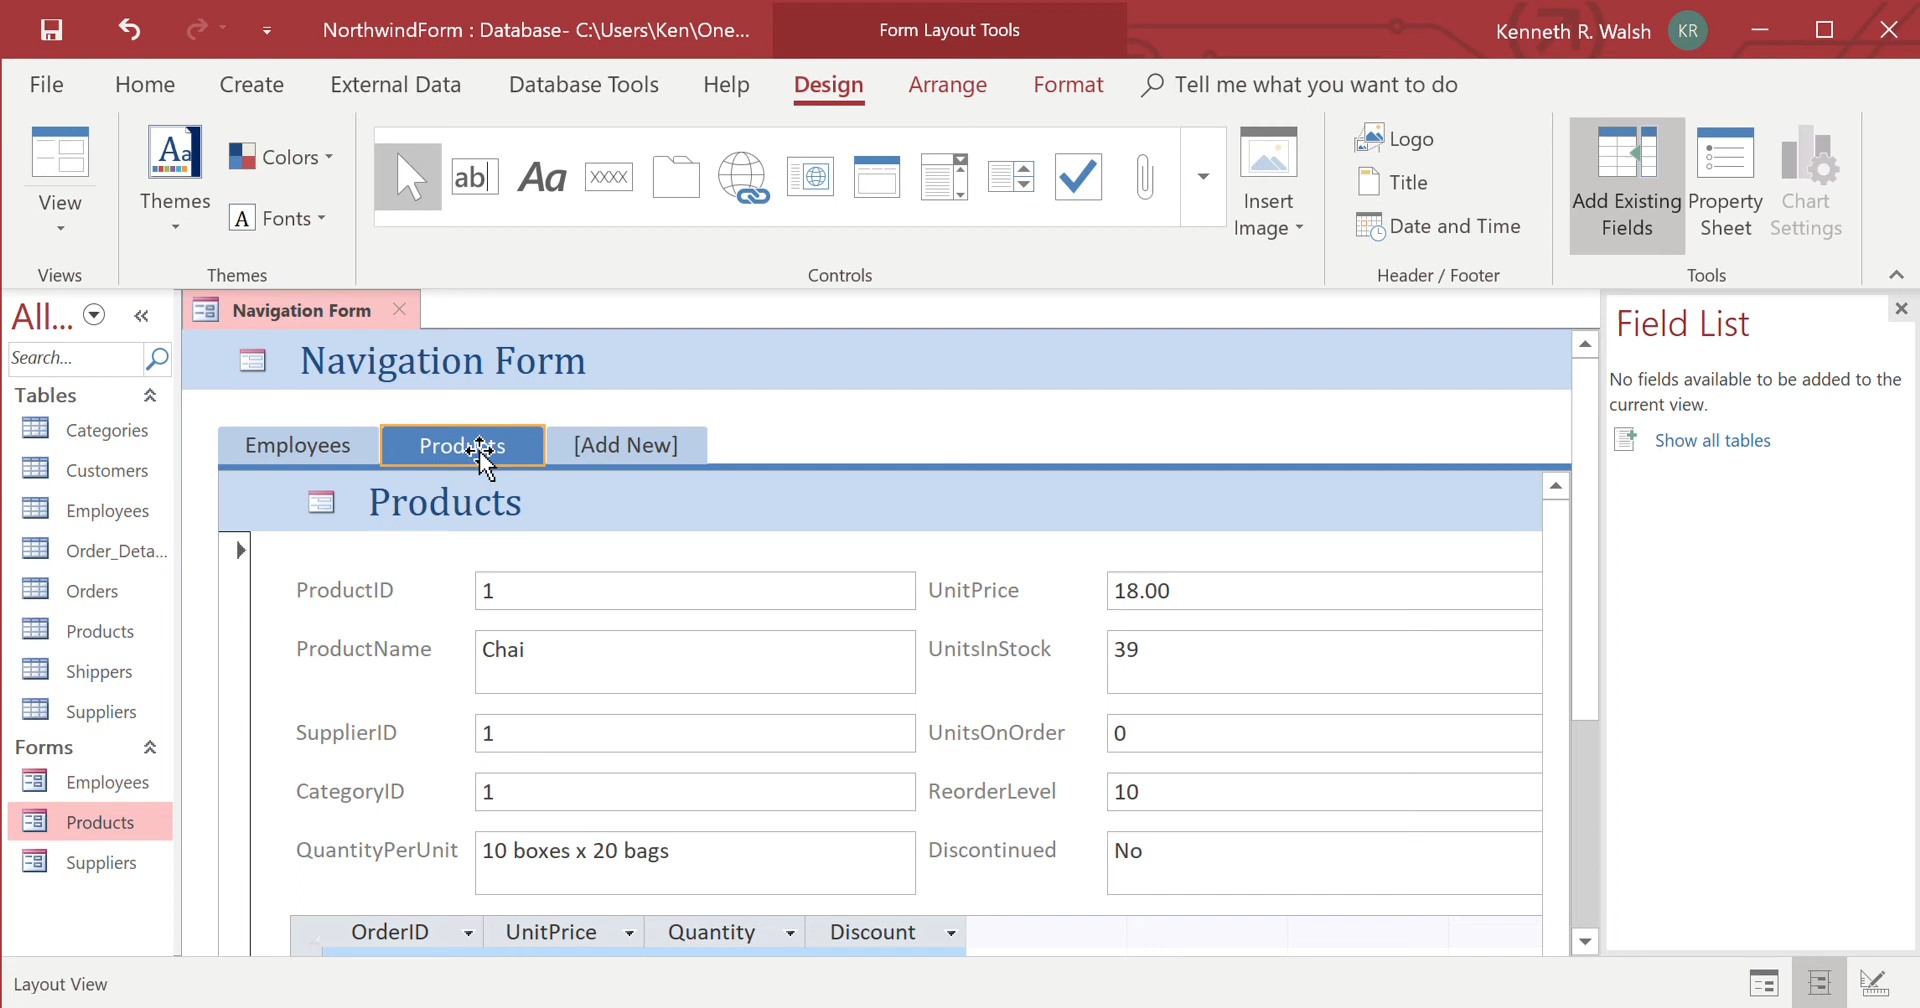 NorthwindForm : Database- C:\Users\Ken\One...
Form Layout Tools
Kenneth R. Walsh
KR
File
Home
Create
External Data
Database Tools
Help
Design
Arrange
Format
Tell me what you want to do
View
Views
Aa
Themes
Colors
A
Fonts
Themes
ab
Aa
XXXX
Controls
Insert
Image
Logo
Title
Date and Time
Header / Footer
Add Existing
Fields
Property
Sheet
Chart
Settings
Tools
All...
Search...
Tables
Categories
Customers
Employees
Order_Deta...
Orders
Products
Shippers
Suppliers
Forms
Employees
Products
Suppliers
Navigation Form
Navigation Form
Employees
Products
[Add New]
Products
ProductID
1
UnitPrice
18.00
ProductName
Chai
UnitsInStock
39
SupplierID
1
UnitsOnOrder
0
CategoryID
1
ReorderLevel
10
QuantityPerUnit
10 boxes x 20 bags
Discontinued
No
OrderID
UnitPrice
Quantity
Discount
Field List
No fields available to be added to the
current view.
Show all tables
Layout View